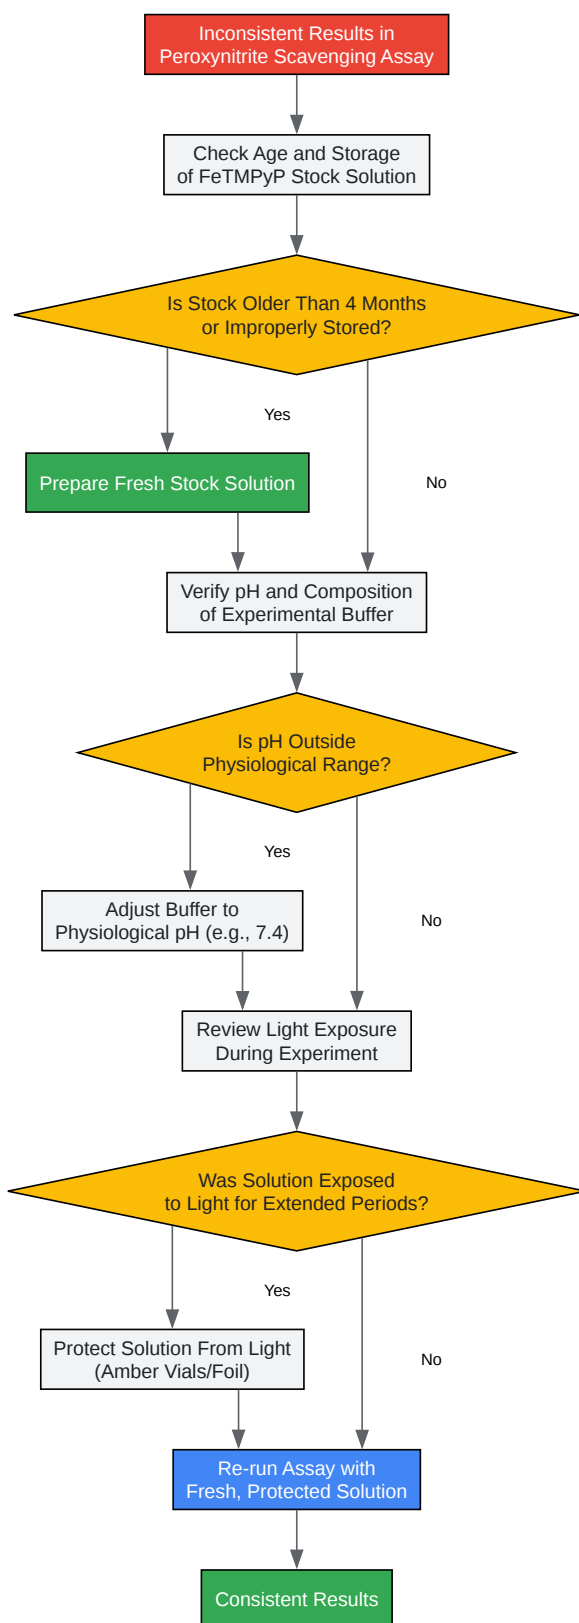 Inconsistent Results in
Peroxynitrite Scavenging Assay
Check Age and Storage
of FeTMPyP Stock Solution
Is Stock Older Than 4 Months
or Improperly Stored?
Yes
Prepare Fresh Stock Solution
No
Verify pH and Composition
of Experimental Buffer
Is pH Outside
Physiological Range?
Yes
Adjust Buffer to
Physiological pH (e.g., 7.4)
No
Review Light Exposure
During Experiment
Was Solution Exposed
to Light for Extended Periods?
Yes
Protect Solution From Light
(Amber Vials/Foil)
No
Re-run Assay with
Fresh, Protected Solution
Consistent Results